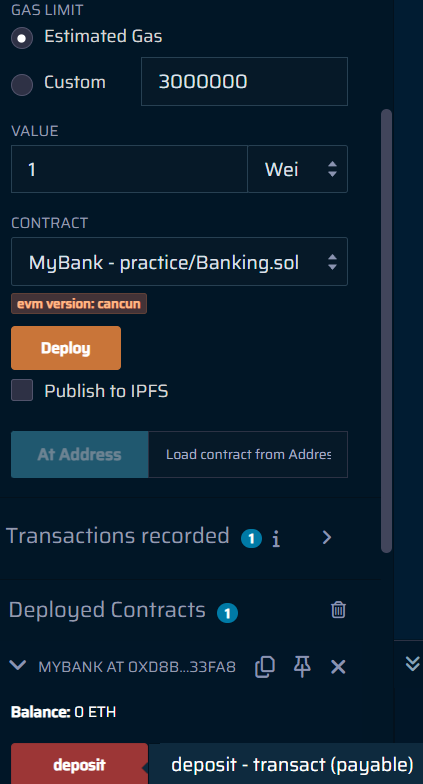 GAS LIMIT
Estimated Gas
Custom 3000000
VALUE
1 Wei
CONTRACT
MyBank - practice/Banking.sol
evm version: cancun
Deploy
Publish to IPFS
At Address Load contract from Addres
Transactions recorded 1 i
Deployed Contracts 1
MYBANK AT 0XD8B...33FA8
Balance: 0 ETH
deposit deposit - transact (payable)